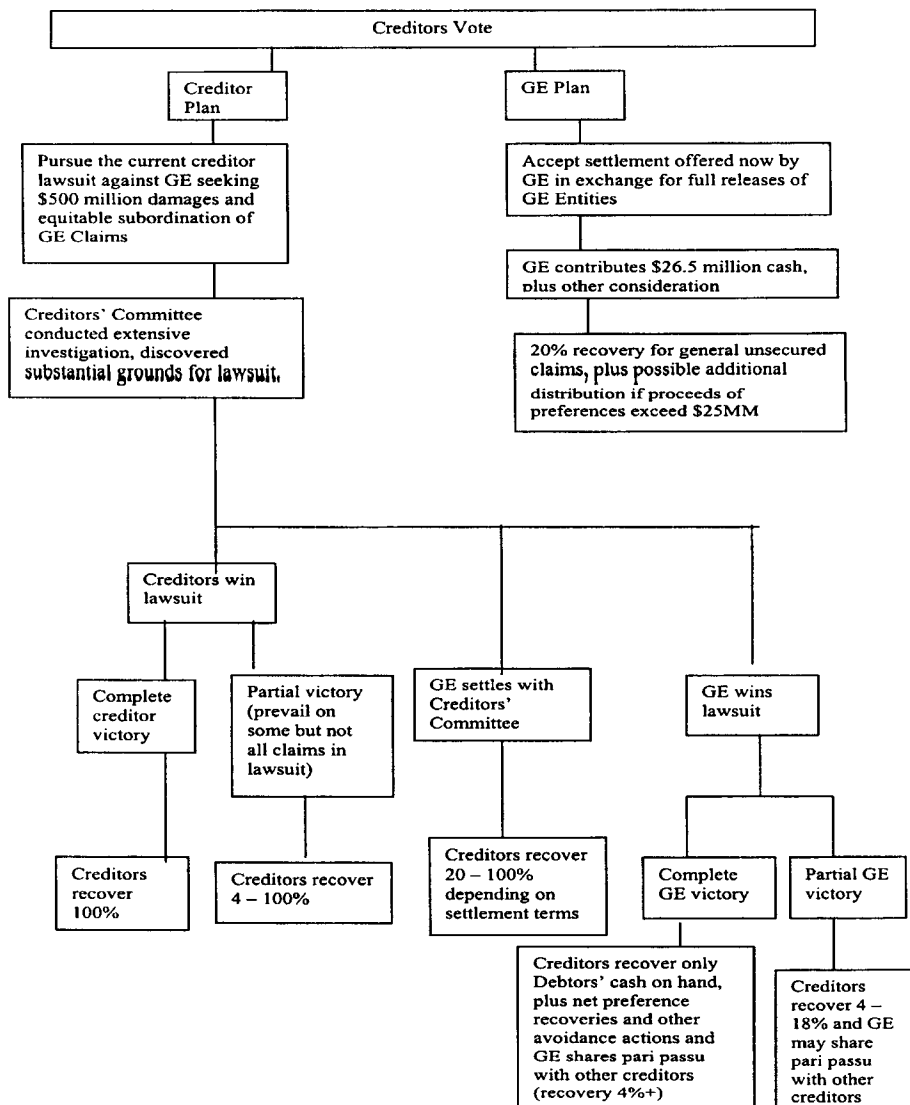 Creditors Vote
Creditor
Plan
GE Plan
Pursue the current creditor
lawsuit against GE seeking
$500 million damages and
equitable subordination of
GE Claims
Accept settlement offered now by
GE in exchange for full releases of
GE Entities
GE contributes $26.5 million cash,
plus other consideration
Creditors' Committee
conducted extensive
investigation, discovered
substantial grounds for lawsuit.
20% recovery for general unsecured
claims, plus possible additional
distribution if proceeds of
preferences exceed $25MM
Creditors win
lawsuit
Complete
creditor
victory
Partial victory
(prevail on
some but not
all claims in
lawsuit)
GE settles with
Creditors'
Committee
GE wins
lawsuit
Creditors
recover
100%
Creditors recover
4 – 100%
Creditors recover
20 – 100%
depending on
settlement terms
Complete
GE victory
Partial GE
victory
Creditors recover only
Debtors' cash on hand,
plus net preference
recoveries and other
avoidance actions and
GE shares pari passu
with other creditors
(recovery 4%+)
Creditors
recover 4 –
18% and GE
may share
pari passu
with other
creditors